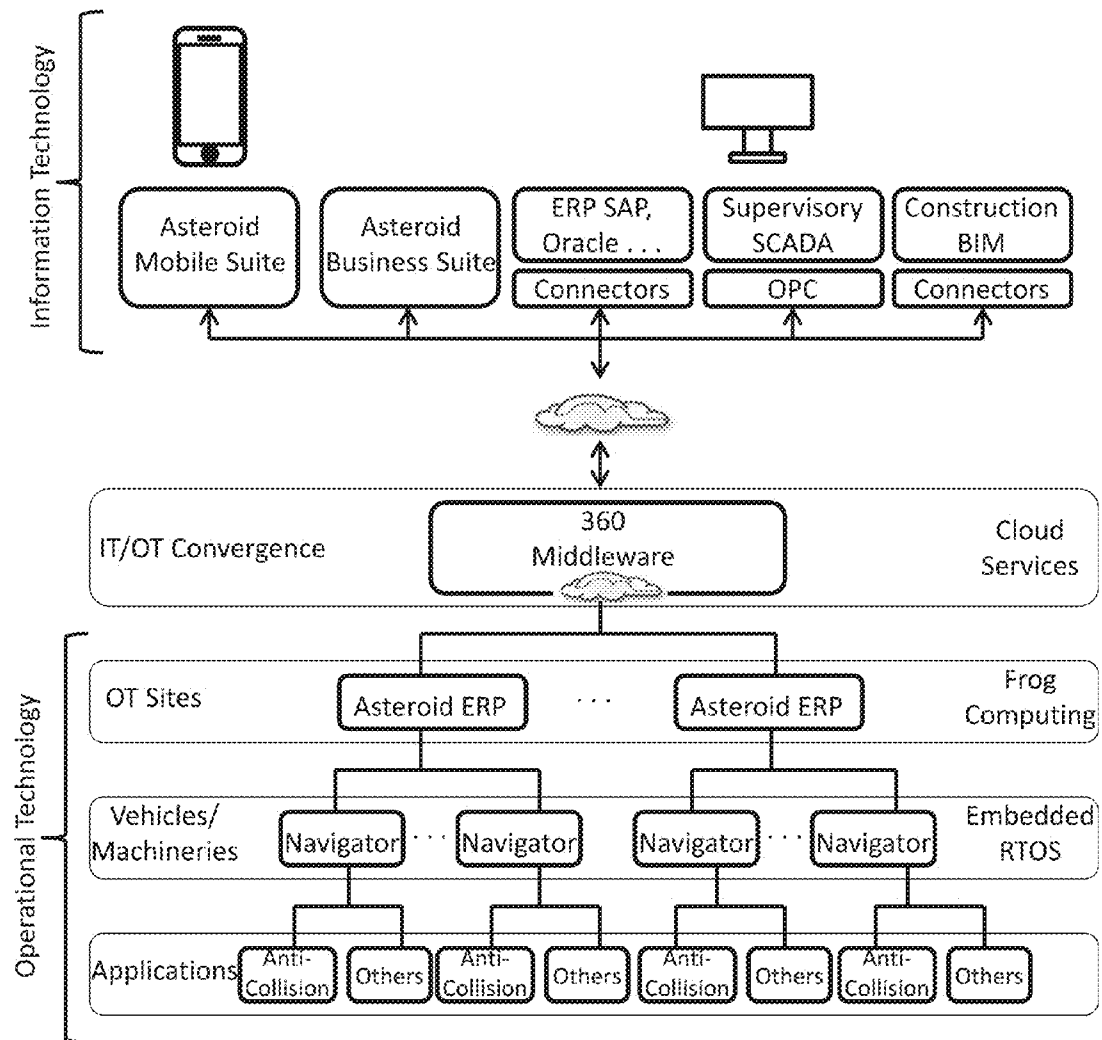 Information Technology
Asteroid
Mobile Suite
Asteroid
Business Suite
ERP SAP,
Oracle . . .
Connectors
Supervisory
SCADA
OPC
Construction
BIM
Connectors
IT/OT Convergence
360
Middleware
Cloud
Services
Operational Technology
OT Sites
Asteroid ERP
. . .
Asteroid ERP
Frog
Computing
Vehicles/
Machineries
Navigator
. . .
Navigator
Navigator
. . .
Navigator
Embedded
RTOS
Applications
Anti-
Collision
Others
Anti-
Collision
Others
Anti-
Collision
Others
Anti-
Collision
Others